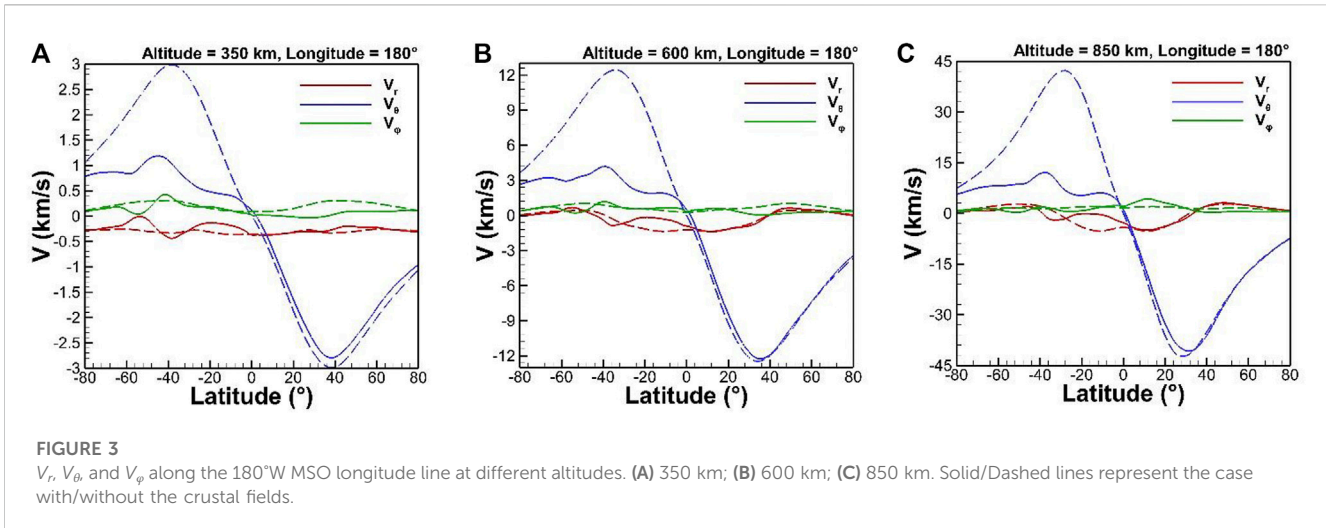 A
Altitude = 350 km, Longitude = 180°
V (km/s)
3
2.5
2
1.5
1
0.5
0
-0.5
-1
-1.5
-2
-2.5
-3
Vr
Vθ
Vφ
-80 -60 -40 -20 0 20 40 60 80
Latitude (°)
B
Altitude = 600 km, Longitude = 180°
V (km/s)
12
9
6
3
0
-3
-6
-9
-12
Vr
Vθ
Vφ
-80 -60 -40 -20 0 20 40 60 80
Latitude (°)
C
Altitude = 850 km, Longitude = 180°
V (km/s)
45
30
15
0
-15
-30
-45
Vr
Vθ
Vφ
-80 -60 -40 -20 0 20 40 60 80
Latitude (°)
FIGURE 3
Vr, Vθ, and Vφ along the 180°W MSO longitude line at different altitudes. (A) 350 km; (B) 600 km; (C) 850 km. Solid/Dashed lines represent the case
with/without the crustal fields.